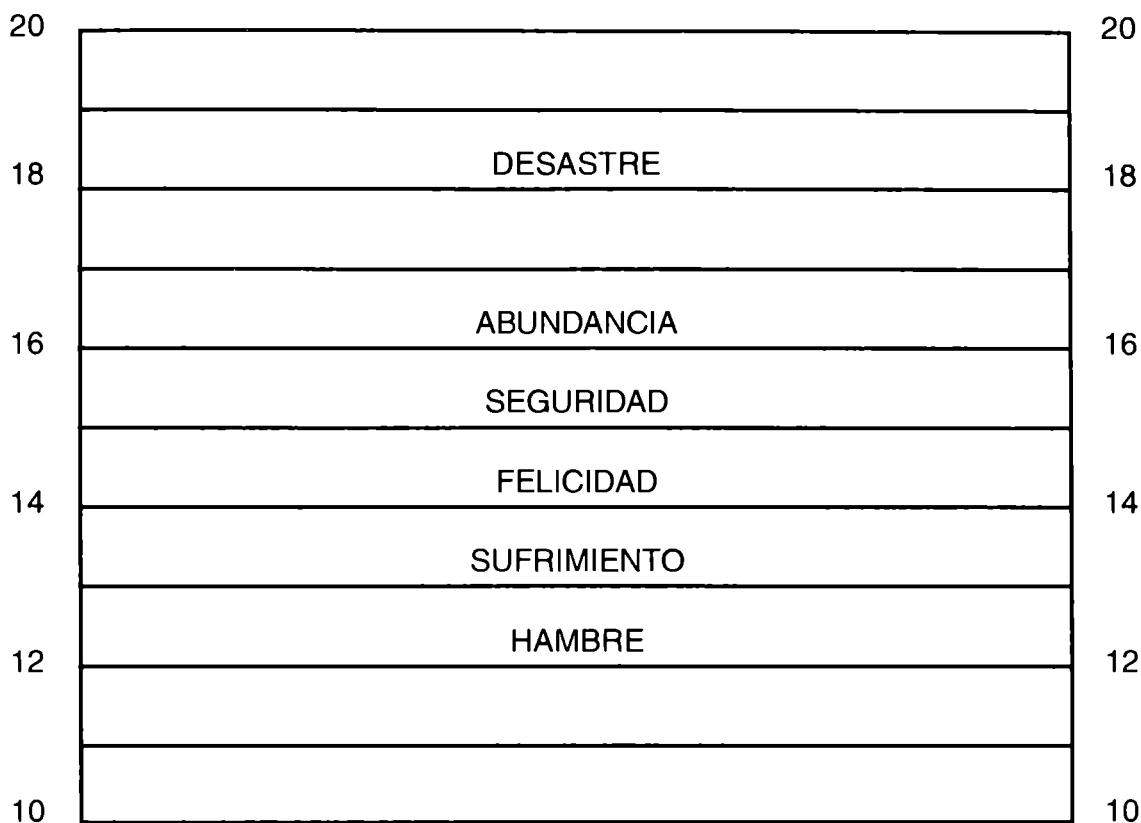 20 20
DESASTRE
18 18
ABUNDANCIA
16 16
SEGURIDAD
FELICIDAD
14 14
SUFRIMIENTO
HAMBRE
12 12
10 10